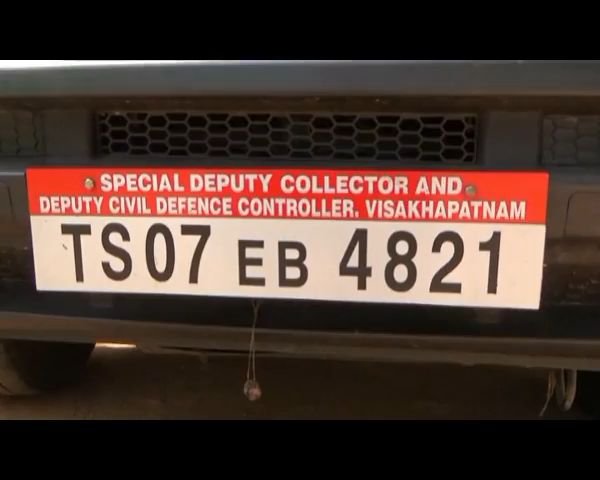 SPECIAL DEPUTY COLLECTOR AND
DEPUTY CIVIL DEFENCE CONTROLLER. VISAKHAPATNAM
TS07 EB 4821